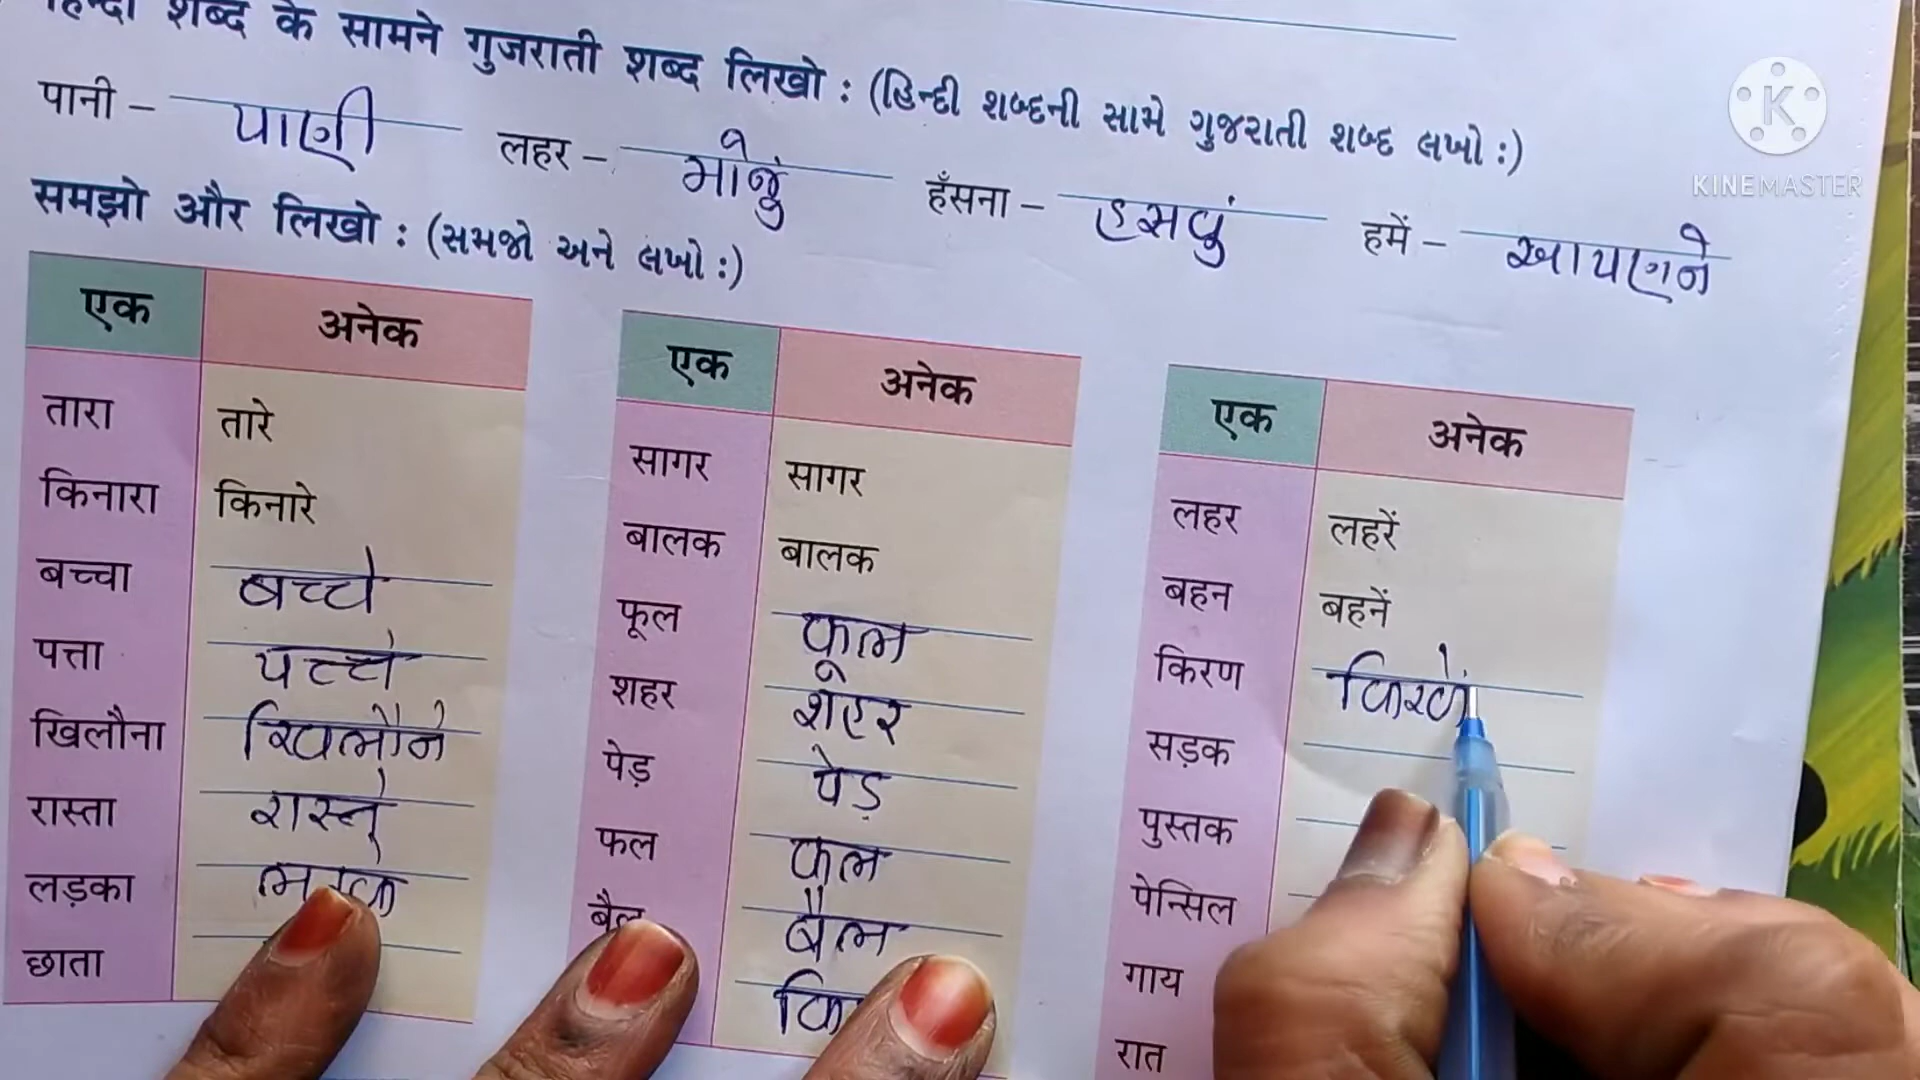 हिन्दी शब्द के सामने गुजराती शब्द लिखो : (હિન્દી શબ્દની સામે ગુજરાતી શબ્દ લખો :)
पानी – પાણી लहर – મોજું हँसना – હસવું हमें – આપણને
समझो और लिखो : (સમજો અને લખો :)
एक अनेक
तारा तारे
किनारा किनारे
बच्चा बच्चे
पत्ता पत्ते
खिलौना खिलौने
रास्ता रास्ते
लड़का
छाता
एक अनेक
सागर सागर
बालक बालक
फूल फूल
शहर शहर
पेड़ पेड़
फल फल
बैल बैल
एक अनेक
लहर लहरें
बहन बहनें
किरण किरणें
सड़क
पुस्तक
पेन्सिल
गाय
रात
K
KINEMASTER